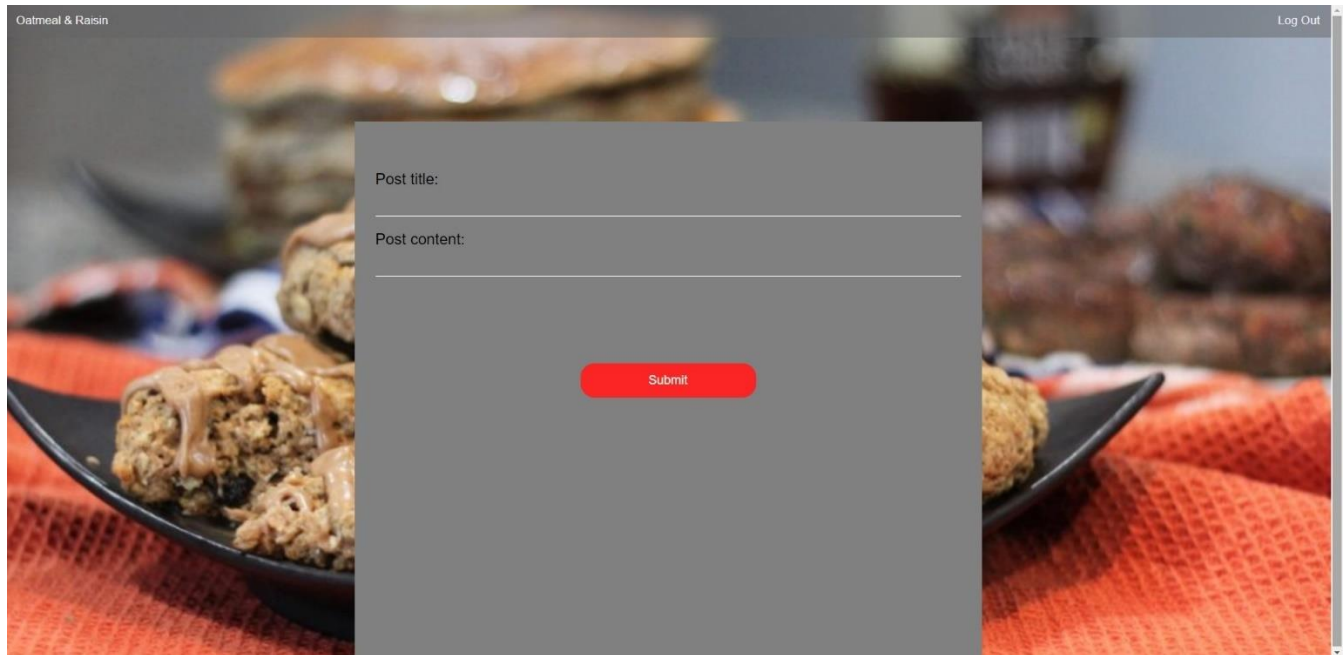 Oatmeal & Raisin
Log Out
Post title:
Post content:
Submit